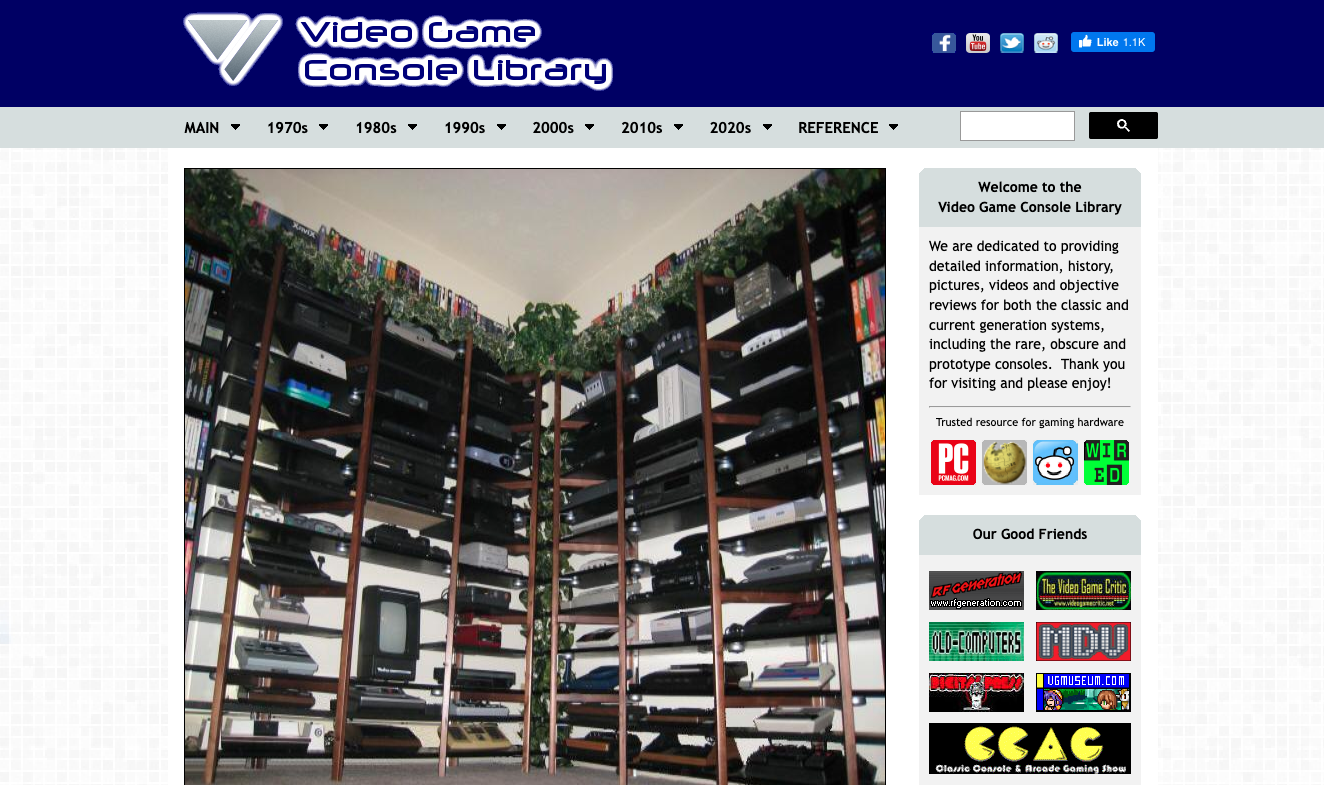 Video Game
Console Library
f
You
Tube
Like 1.1K
MAIN 1970s 1980s 1990s 2000s 2010s 2020s REFERENCE
Welcome to the
Video Game Console Library
We are dedicated to providing
detailed information, history,
pictures, videos and objective
reviews for both the classic and
current generation systems,
including the rare, obscure and
prototype consoles. Thank you
for visiting and please enjoy!
Trusted resource for gaming hardware
PC
PCMAG.COM
WIRED
Our Good Friends
RF Generation
www.rfgeneration.com
The Video Game Critic
www.videogamecritic.net
OLD-COMPUTERS
MDV
DIGITAL PRESS
VGMUSEUM.COM
CCAG
Classic Console & Arcade Gaming Show